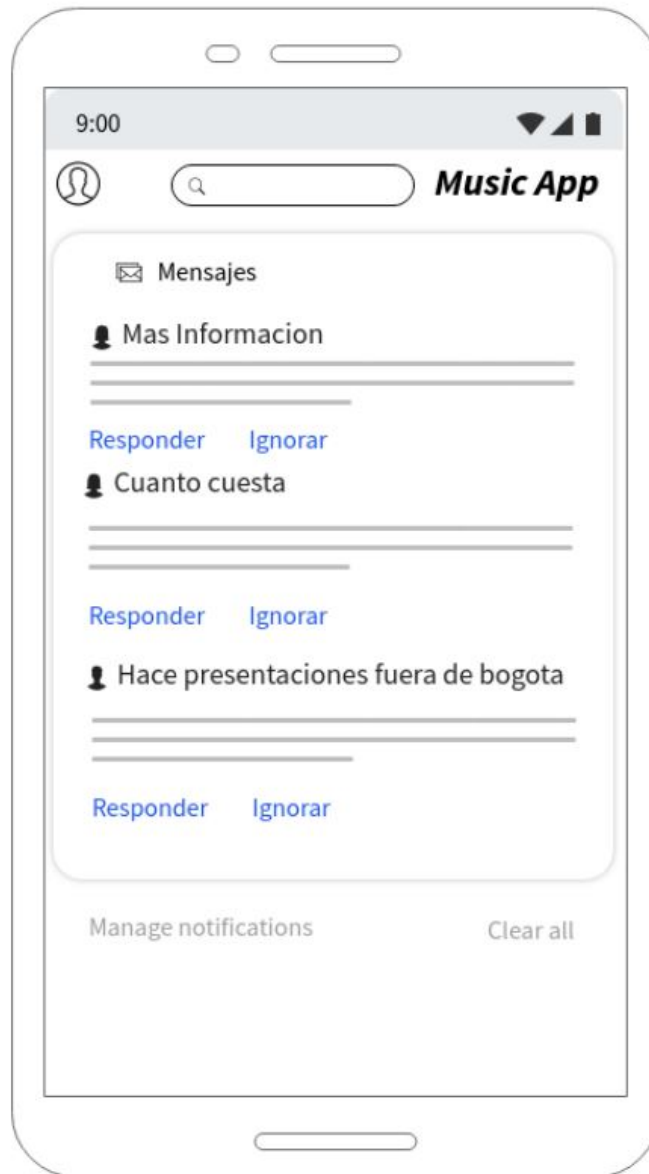 9:00
Music App
Mensajes
Mas Informacion
Responder Ignorar
Cuanto cuesta
Responder Ignorar
Hace presentaciones fuera de bogota
Responder Ignorar
Manage notifications Clear all